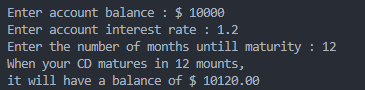 Enter account balance : $ 10000
Enter account interest rate : 1.2
Enter the number of months untill maturity : 12
When your CD matures in 12 mounts,
it will have a balance of $ 10120.00